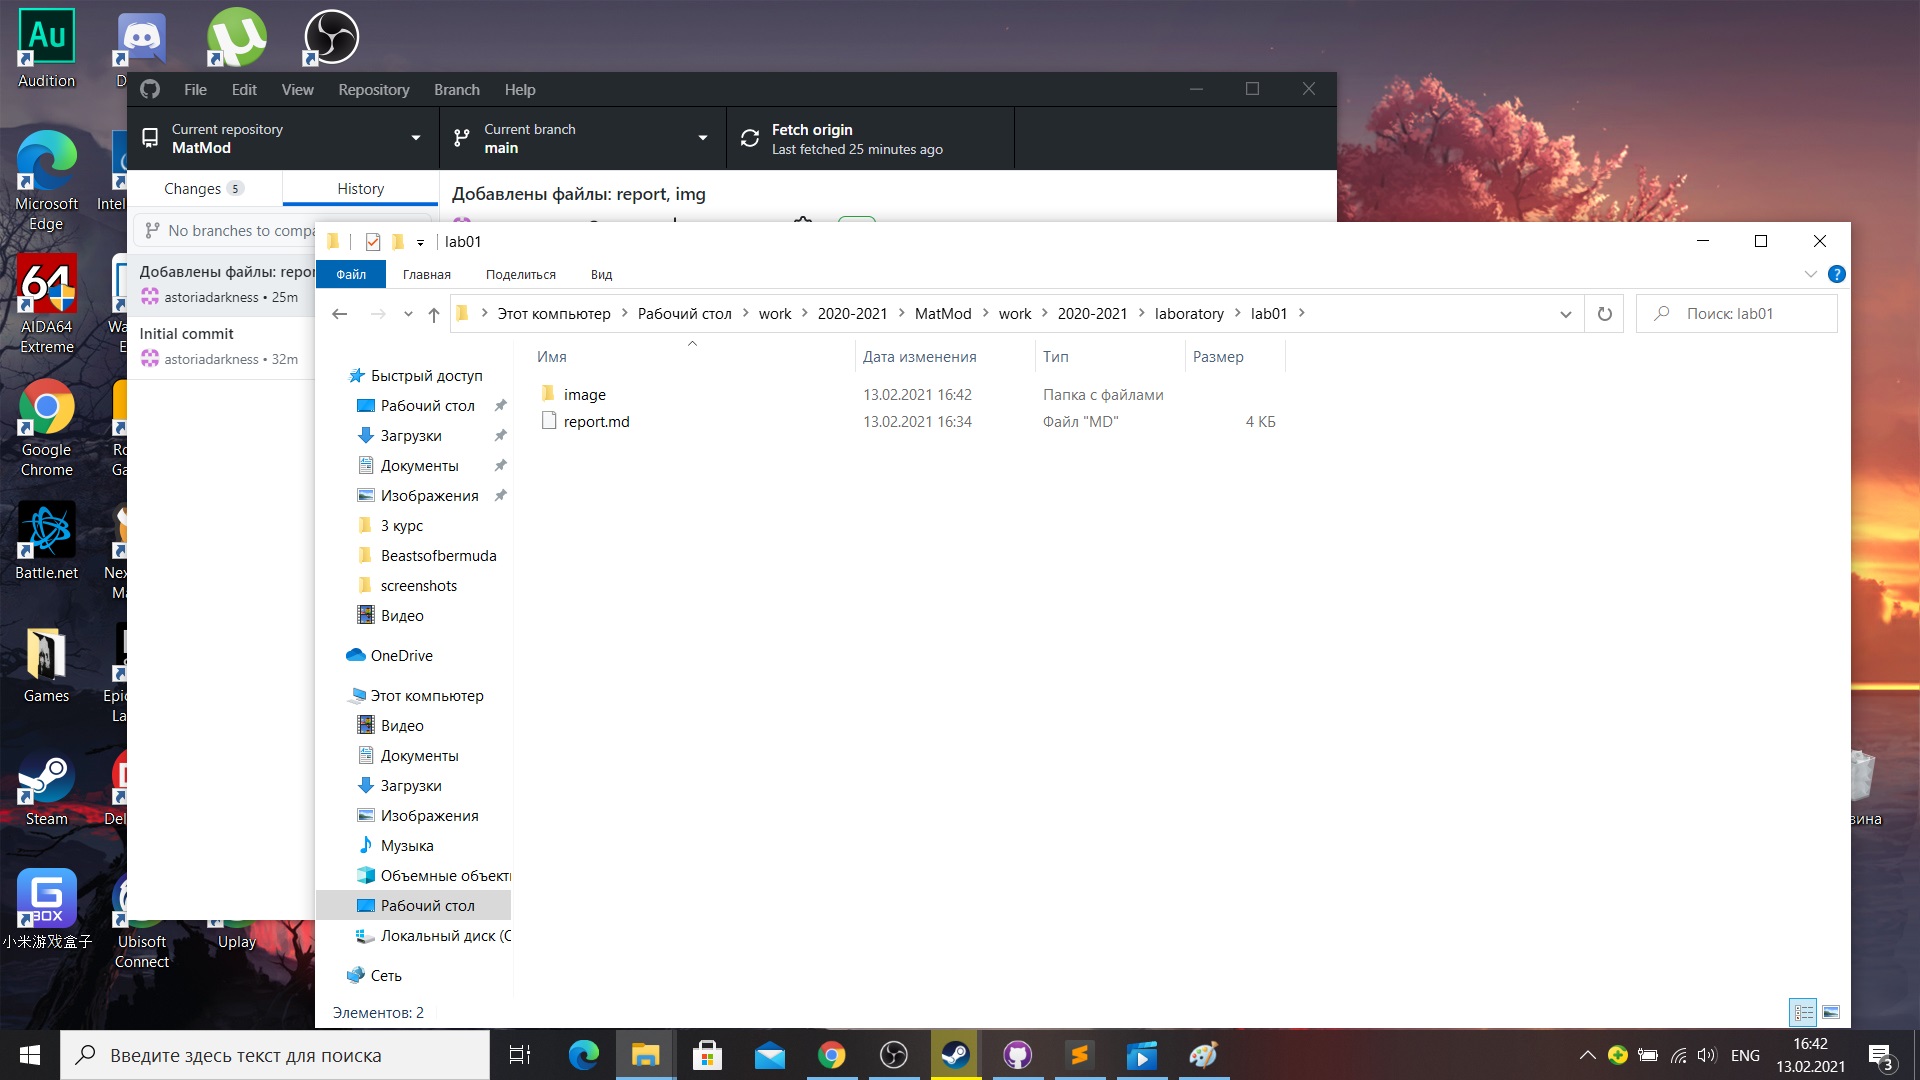 Au
Audition
File
Edit
View
Repository
Branch
Help
Current repository
MatMod
Current branch
main
Fetch origin
Last fetched 25 minutes ago
Changes 5
History
Добавлены файлы: report, img
No branches to compa
Добавлены файлы: repor
astoriadarkness • 25m
Initial commit
astoriadarkness • 32m
lab01
Файл
Главная
Поделиться
Вид
Этот компьютер
Рабочий стол
work
2020-2021
MatMod
work
2020-2021
laboratory
lab01
Поиск: lab01
Имя
Дата изменения
Тип
Размер
image
13.02.2021 16:42
Папка с файлами
report.md
13.02.2021 16:34
Файл "MD"
4 КБ
Быстрый доступ
Рабочий стол
Загрузки
Документы
Изображения
3 курс
Beastsofbermuda
screenshots
Видео
OneDrive
Этот компьютер
Видео
Документы
Загрузки
Изображения
Музыка
Объемные объект
Рабочий стол
Локальный диск (C
Сеть
Элементов: 2
Microsoft
Edge
Intel
64
AIDA64
Extreme
Wa
E
Google
Chrome
Ro
Ga
Battle.net
Nex
Ma
Games
Epic
La
Steam
Del
G
BOX
小米游戏盒子
Ubisoft
Connect
Uplay
зина
Введите здесь текст для поиска
ENG
16:42
13.02.2021
3